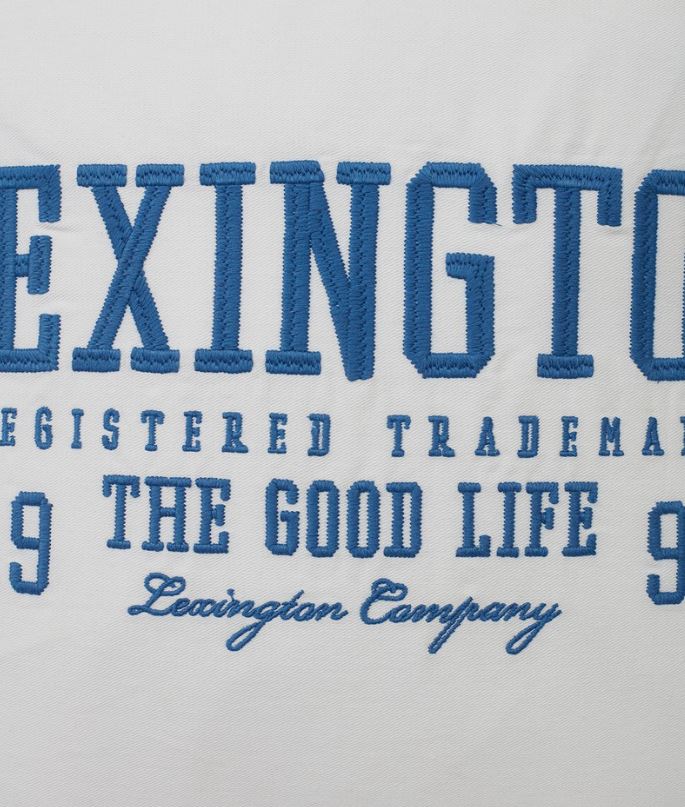 EXINGTO
EGISTERED TRADEMA
THE GOOD LIFE
9 9
Lexington Company